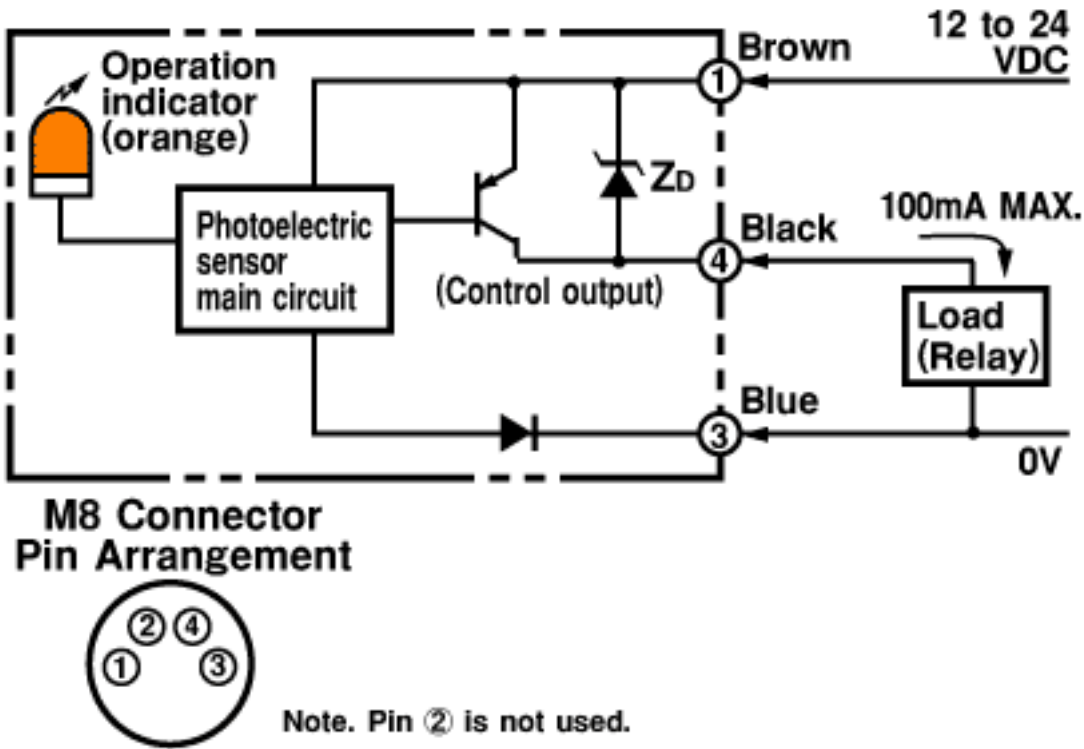 12 to 24
VDC
Brown
1
Operation
indicator
(orange)
ZD
Photoelectric
sensor
main circuit
100mA MAX.
Black
4
(Control output)
Load
(Relay)
Blue
3
0V
M8 Connector
Pin Arrangement
2 4
1 3
Note. Pin ② is not used.